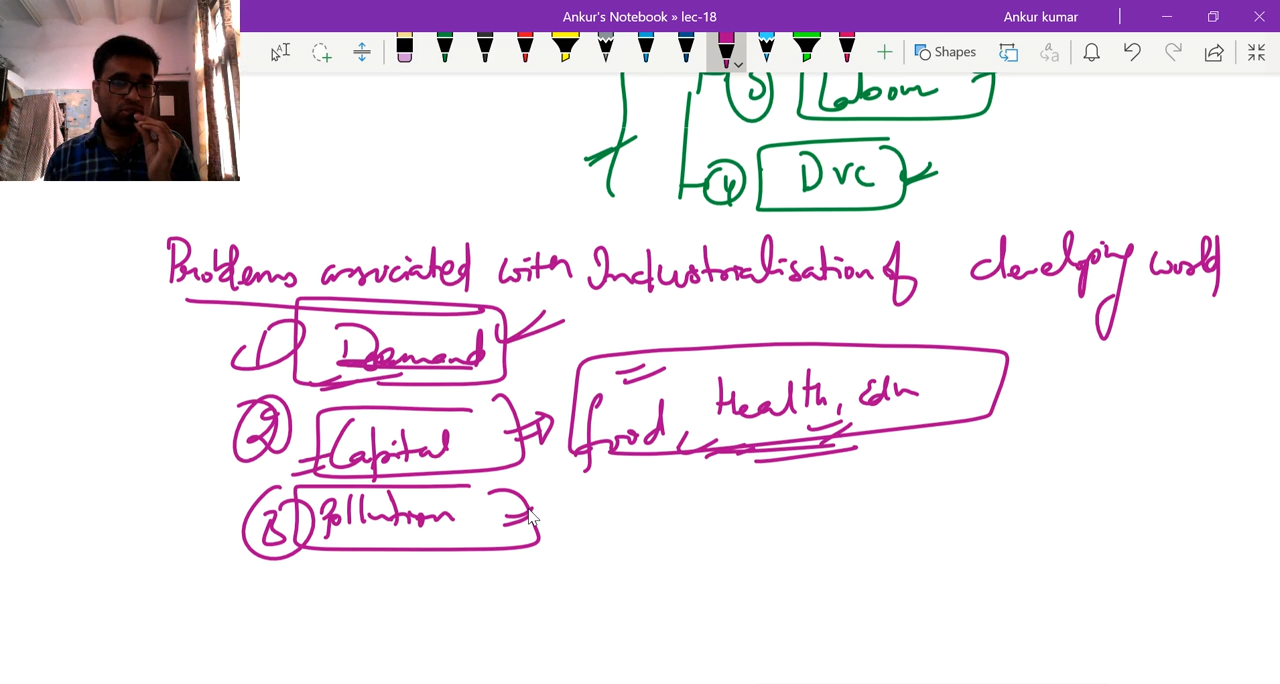 Ankur's Notebook » lec-18
Ankur kumar
Shapes
3 Labour
4 DVC
Problems associated with Industrialisation of developing world
1 Demand
2 Capital ⇒ food, Health, Edn
3 Pollution